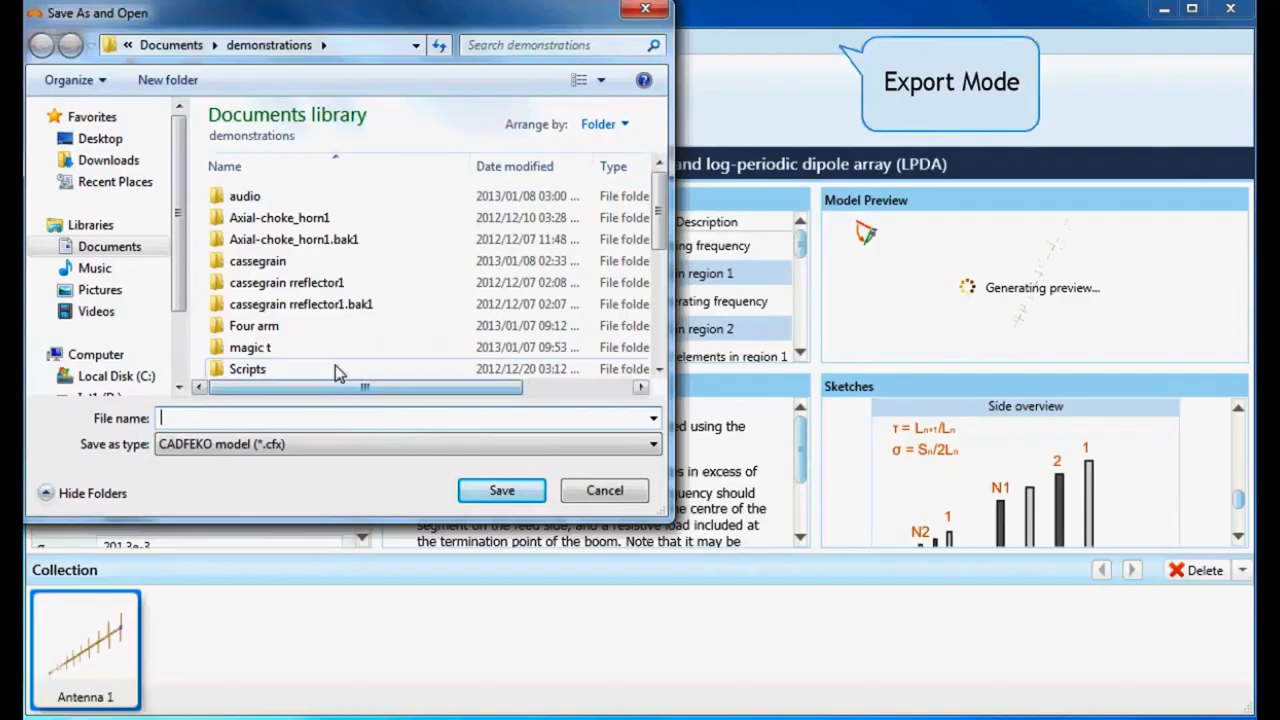 Save As and Open
Export Mode
« Documents ▸ demonstrations ▸
Search demonstrations
Organize
New folder
Favorites
Desktop
Downloads
Recent Places
Libraries
Documents
Music
Pictures
Videos
Computer
Local Disk (C:)
Documents library
demonstrations
Arrange by: Folder
Name Date modified Type
audio 2013/01/08 03:00 ... File folde
Axial-choke_horn1 2012/12/10 03:28 ... File folde
Axial-choke_horn1.bak1 2012/12/07 11:48 ... File folde
cassegrain 2013/01/08 02:33 ... File folde
cassegrain rreflector1 2012/12/07 02:08 ... File folde
cassegrain rreflector1.bak1 2012/12/07 02:07 ... File folde
Four arm 2013/01/07 09:12 ... File folde
magic t 2013/01/07 09:53 ... File folde
Scripts 2012/12/20 03:12 ... File folde
File name:
Save as type: CADFEKO model (*.cfx)
Hide Folders
Save
Cancel
and log-periodic dipole array (LPDA)
Description
ng frequency
in region 1
erating frequency
in region 2
elements in region 1
Model Preview
Generating preview...
ed using the
es in excess of
quency should
the centre of the
segment on the feed side, and a resistive load included at
the termination point of the boom. Note that it may be
Sketches
Side overview
τ = Ln+1/Ln
σ = Sn/2Ln
1
2
N1
1
N2
σ 201.3e-3
Collection
Delete
Antenna 1